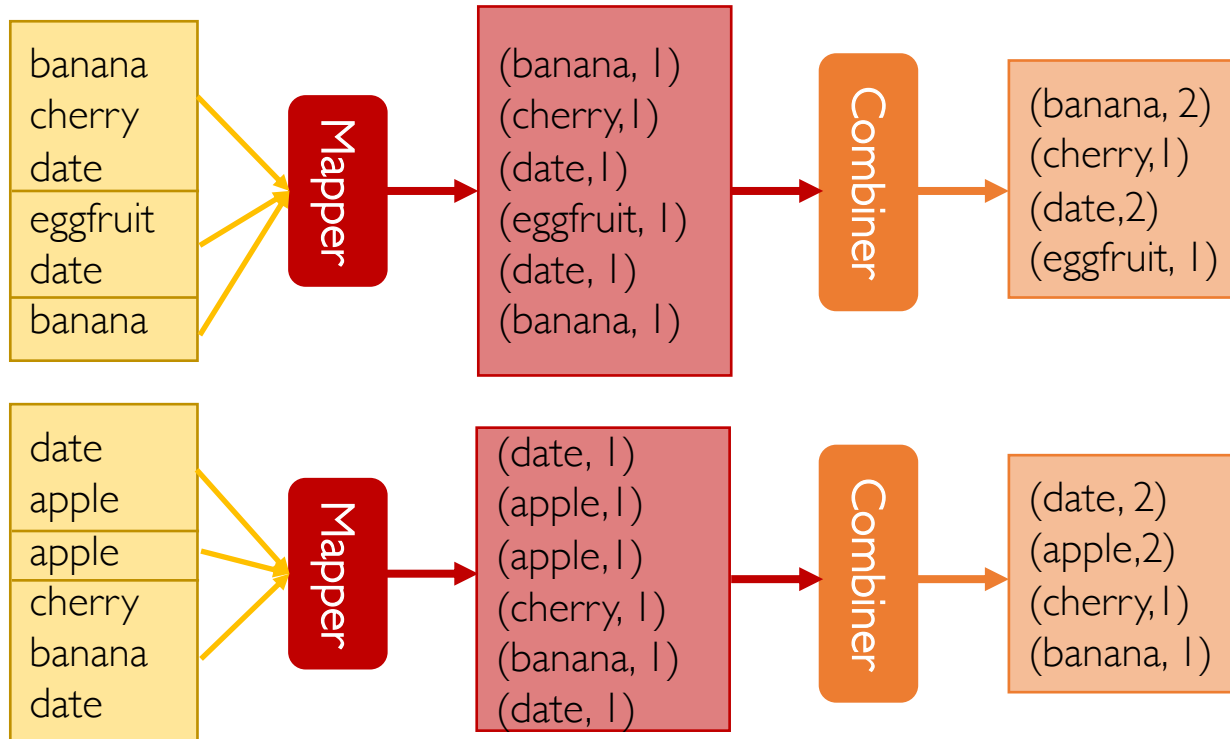 banana
cherry
date
eggfruit
date
banana
Mapper
(banana, 1)
(cherry,1)
(date,1)
(eggfruit, 1)
(date, 1)
(banana, 1)
Combiner
(banana, 2)
(cherry,1)
(date,2)
(eggfruit, 1)
date
apple
apple
cherry
banana
date
Mapper
(date, 1)
(apple,1)
(apple,1)
(cherry, 1)
(banana, 1)
(date, 1)
Combiner
(date, 2)
(apple,2)
(cherry,1)
(banana, 1)